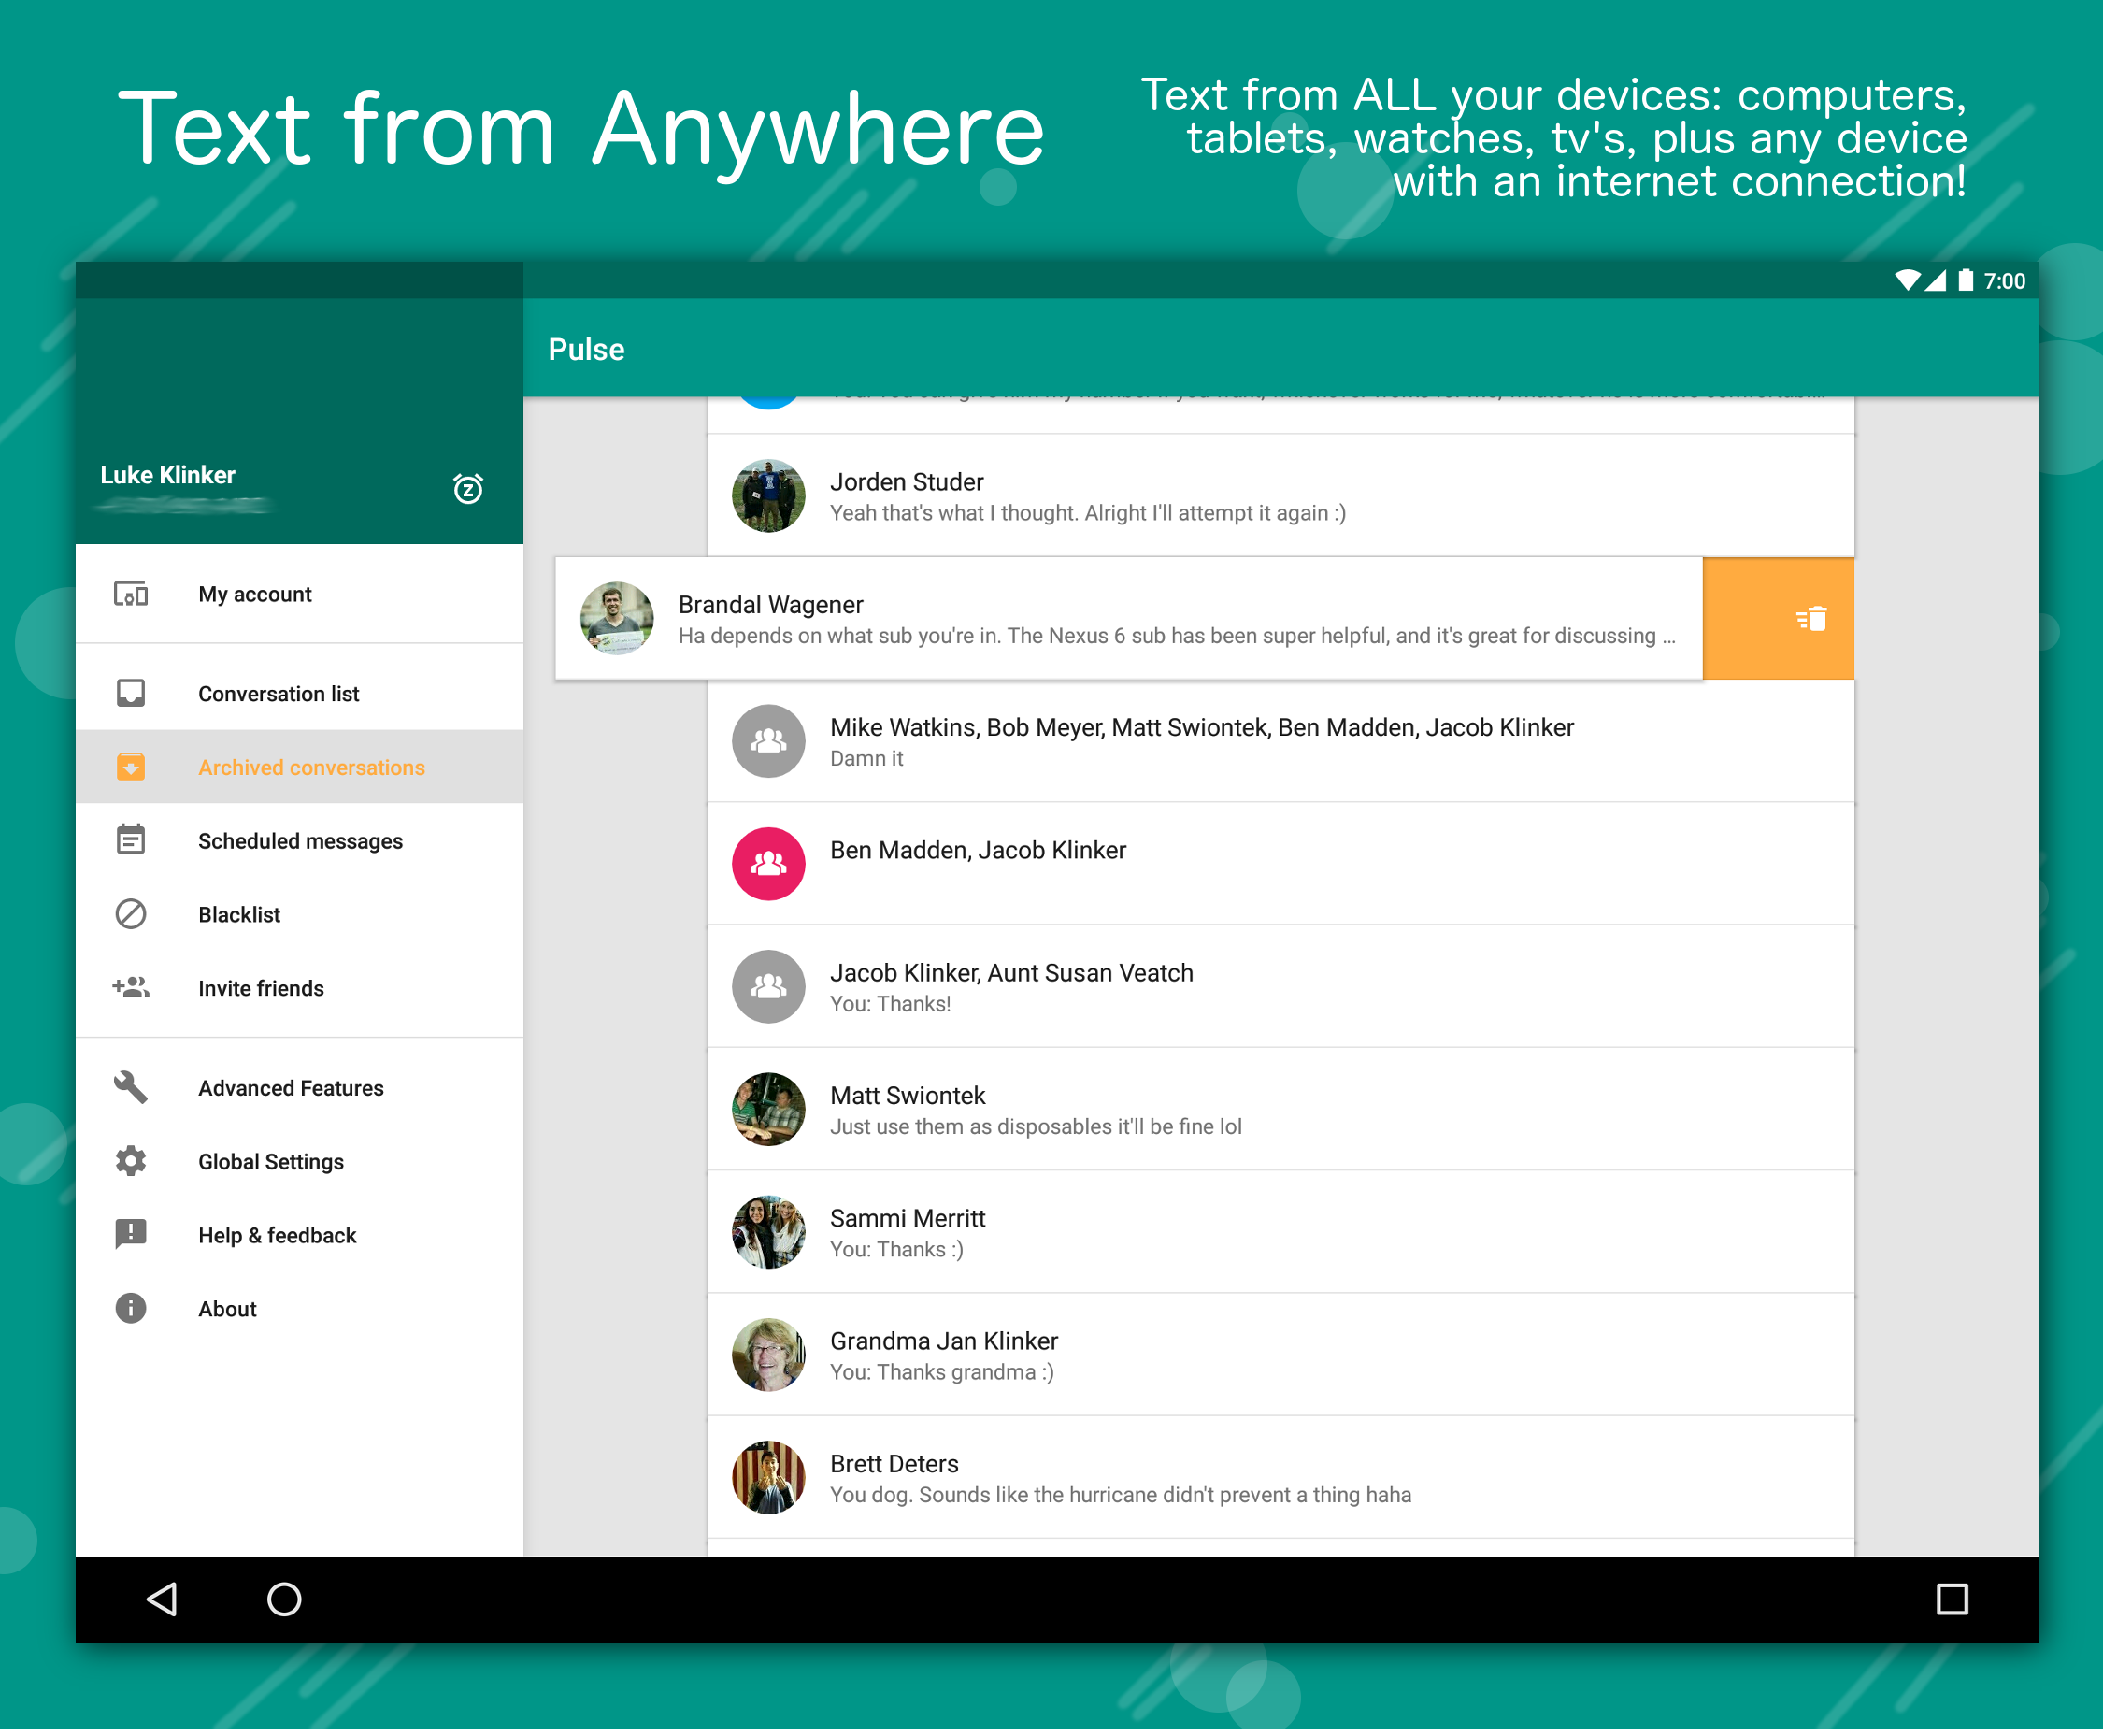 Text from Anywhere
Text from ALL your devices: computers,
tablets, watches, tv's, plus any device
with an internet connection!
7:00
Pulse
Luke Klinker
My account
Conversation list
Archived conversations
Scheduled messages
Blacklist
Invite friends
Advanced Features
Global Settings
Help & feedback
About
Jorden Studer
Yeah that's what I thought. Alright I'll attempt it again :)
Brandal Wagener
Ha depends on what sub you're in. The Nexus 6 sub has been super helpful, and it's great for discussing ...
Mike Watkins, Bob Meyer, Matt Swiontek, Ben Madden, Jacob Klinker
Damn it
Ben Madden, Jacob Klinker
Jacob Klinker, Aunt Susan Veatch
You: Thanks!
Matt Swiontek
Just use them as disposables it'll be fine lol
Sammi Merritt
You: Thanks :)
Grandma Jan Klinker
You: Thanks grandma :)
Brett Deters
You dog. Sounds like the hurricane didn't prevent a thing haha